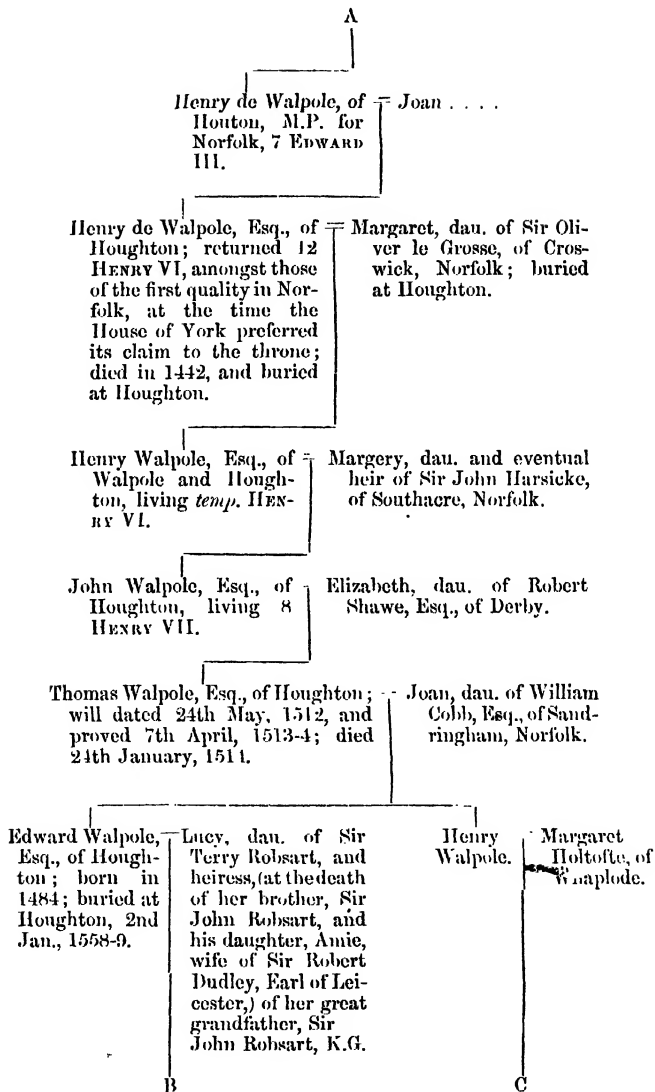 A
Henry de Walpole, of
Houton, M.P. for
Norfolk, 7 EDWARD
III.
Joan . . . .
Henry de Walpole, Esq., of
Houghton; returned 12
HENRY VI, amongst those
of the first quality in Nor-
folk, at the time the
House of York preferred
its claim to the throne;
died in 1442, and buried
at Houghton.
Margaret, dau. of Sir Oli-
ver le Grosse, of Cros-
wick, Norfolk; buried
at Houghton.
Henry Walpole, Esq., of
Walpole and Hough-
ton, living temp. HEN-
RY VI.
Margery, dau. and eventual
heir of Sir John Harsicke,
of Southacre, Norfolk.
John Walpole, Esq., of
Houghton, living 8
HENRY VII.
Elizabeth, dau. of Robert
Shawe, Esq., of Derby.
Thomas Walpole, Esq., of Houghton;
will dated 24th May, 1512, and
proved 7th April, 1513-4; died
24th January, 1514.
Joan, dau. of William
Cobb, Esq., of Sand-
ringham, Norfolk.
Edward Walpole,
Esq., of Hough-
ton; born in
1484; buried at
Houghton, 2nd
Jan., 1558-9.
Lucy, dau. of Sir
Terry Robsart, and
heiress, (at the death
of her brother, Sir
John Robsart, and
his daughter, Amie,
wife of Sir Robert
Dudley, Earl of Lei-
cester,) of her great
grandfather, Sir
John Robsart, K.G.
Henry
Walpole.
Margaret
Holtofte, of
Whaplode.
B
C